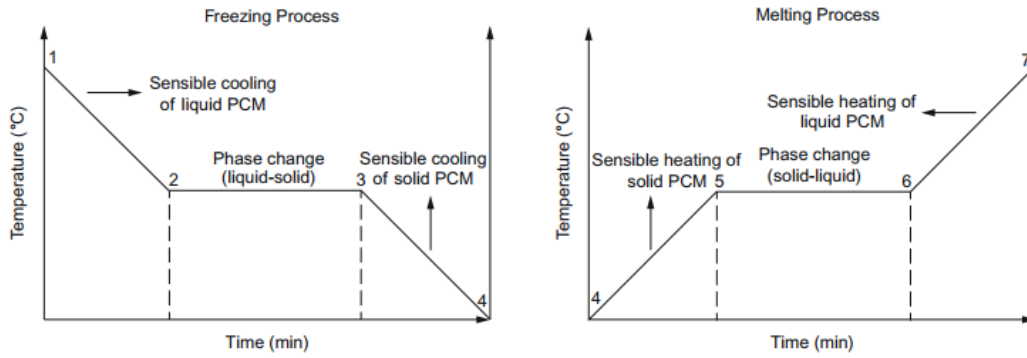 Freezing Process
1
Sensible cooling
of liquid PCM
Phase change
(liquid-solid)
2
3
Sensible cooling
of solid PCM
4
Temperature (°C)
Time (min)
Melting Process
7
Sensible heating of
liquid PCM
Sensible heating of
solid PCM
Phase change
(solid-liquid)
5
6
4
Temperature (°C)
Time (min)